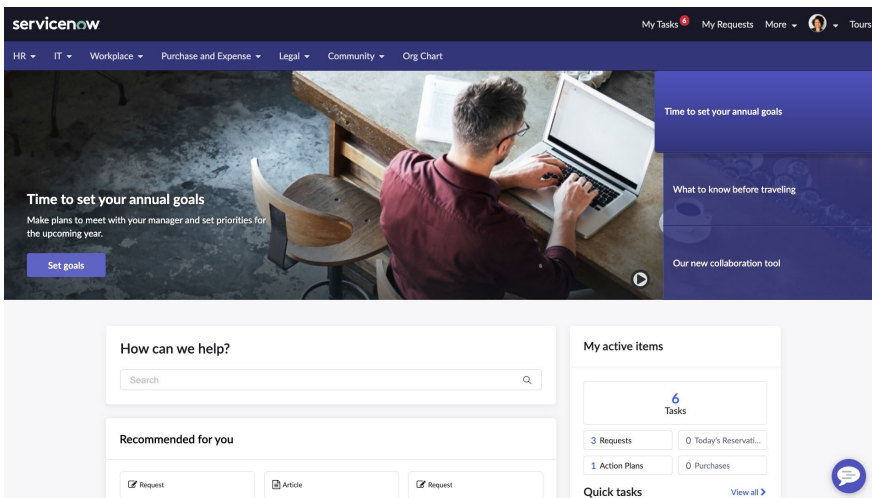 servicenow
My Tasks 6 My Requests More Tours
HR IT Workplace Purchase and Expense Legal Community Org Chart
Time to set your annual goals
Make plans to meet with your manager and set priorities for
the upcoming year.
Set goals
Time to set your annual goals
What to know before traveling
Our new collaboration tool
How can we help?
Search
Recommended for you
Request
Article
Request
My active items
6
Tasks
3 Requests
0 Today's Reservati...
1 Action Plans
0 Purchases
Quick tasks View all